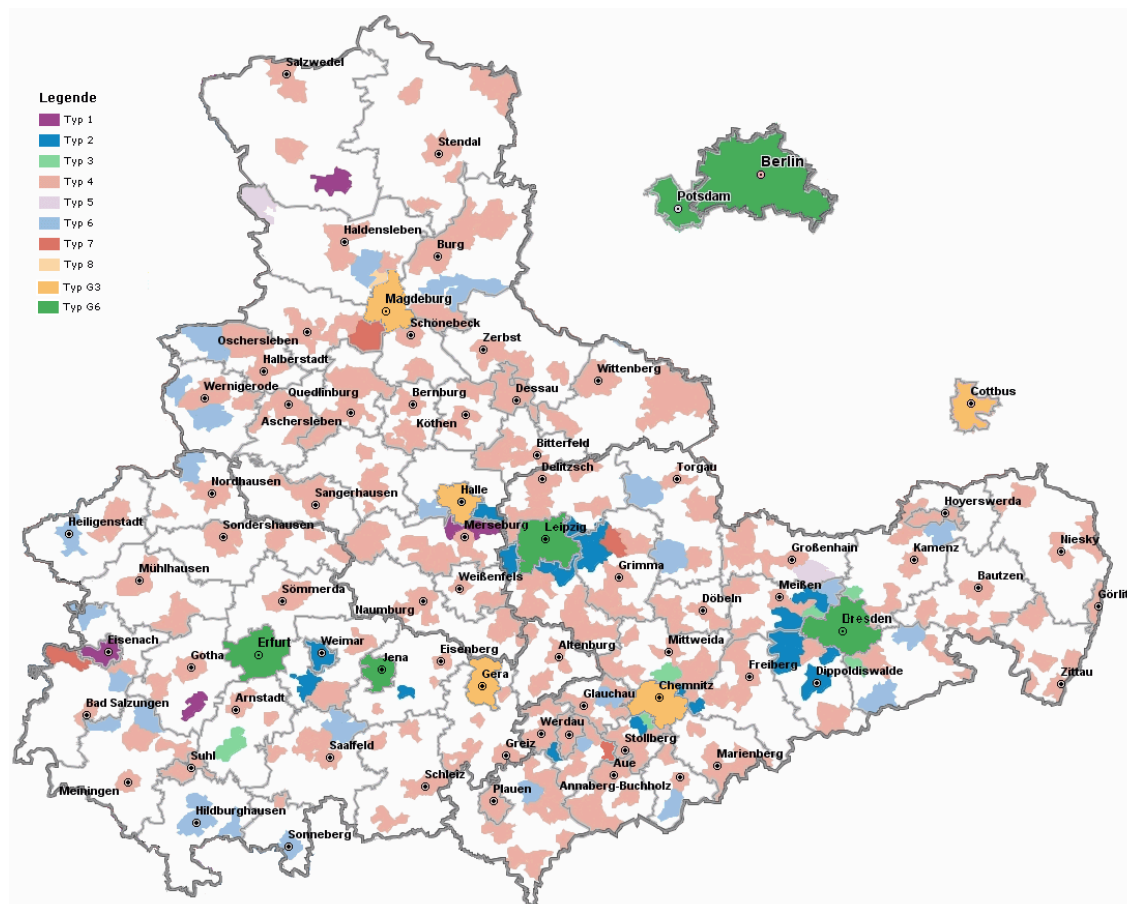 Legende
Typ 1
Typ 2
Typ 3
Typ 4
Typ 5
Typ 6
Typ 7
Typ 8
Typ G3
Typ G6
Salzwedel
Stendal
Berlin
Potsdam
Haldensleben
Burg
Magdeburg
Schönebeck
Oschersleben
Zerbst
Halberstadt
Wittenberg
Wernigerode
Quedlinburg
Bernburg
Dessau
Cottbus
Aschersleben
Köthen
Bitterfeld
Delitzsch
Torgau
Nordhausen
Halle
Sangerhausen
Hoyerswerda
Heiligenstadt
Sondershausen
Merseburg
Leipzig
Niesky
Großenhain
Kamenz
Mühlhausen
Weißenfels
Grimma
Bautzen
Sömmerda
Meißen
Görlit
Naumburg
Döbeln
Dresden
Eisenach
Erfurt
Weimar
Altenburg
Mittweida
Gotha
Jena
Eisenberg
Freiberg
Dippoldiswalde
Zittau
Gera
Chemnitz
Bad Salzungen
Arnstadt
Glauchau
Werdau
Suhl
Saalfeld
Greiz
Stollberg
Marienberg
Aue
Meiningen
Schleiz
Annaberg-Buchholz
Plauen
Hildburghausen
Sonneberg